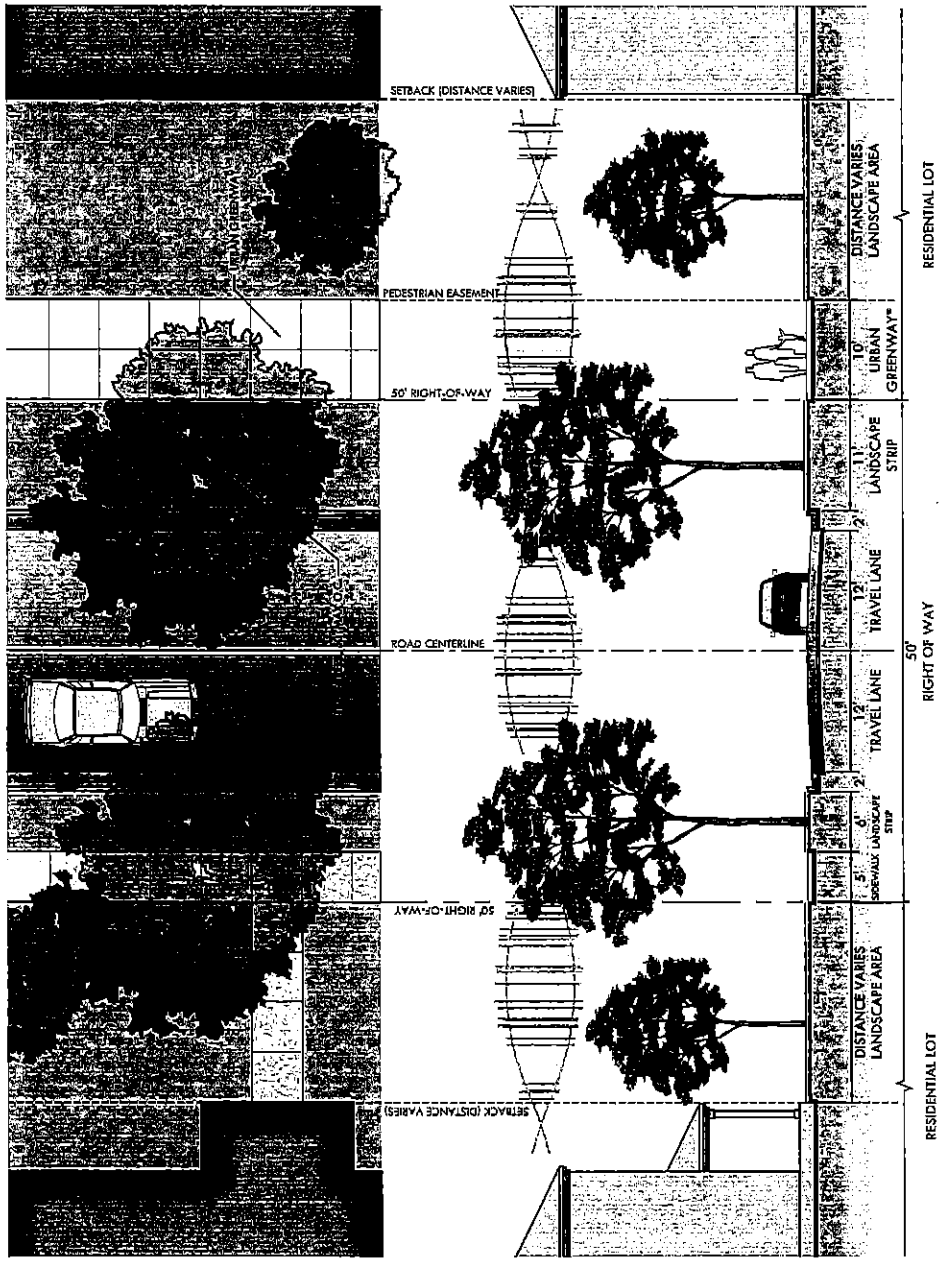 SETBACK (DISTANCE VARIES)
PEDESTRIAN EASEMENT
50' RIGHT-OF-WAY
ROAD CENTERLINE
50' RIGHT-OF-WAY
SETBACK (DISTANCE VARIES)
DISTANCE VARIES
LANDSCAPE AREA
5'
SIDEWALK
6'
LANDSCAPE
STRIP
2'
12'
TRAVEL LANE
12'
TRAVEL LANE
2'
11'
LANDSCAPE
STRIP
10'
URBAN
GREENWAY*
DISTANCE VARIES
LANDSCAPE AREA
RESIDENTIAL LOT
50'
RIGHT OF WAY
RESIDENTIAL LOT